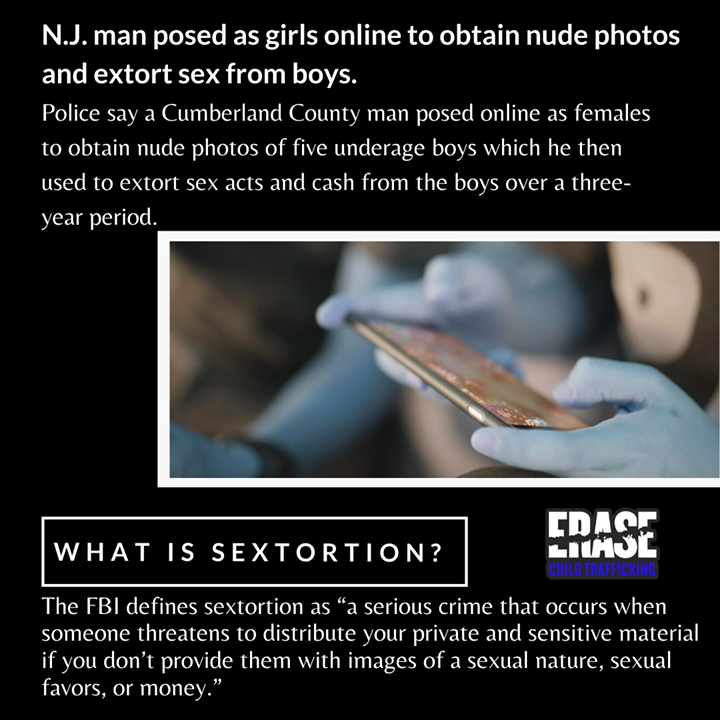 N.J. man posed as girls online to obtain nude photos
and extort sex from boys.
Police say a Cumberland County man posed online as females
to obtain nude photos of five underage boys which he then
used to extort sex acts and cash from the boys over a three-
year period.
WHAT IS SEXTORTION?
ERASE
CHILD TRAFFICKING
The FBI defines sextortion as “a serious crime that occurs when
someone threatens to distribute your private and sensitive material
if you don’t provide them with images of a sexual nature, sexual
favors, or money.”